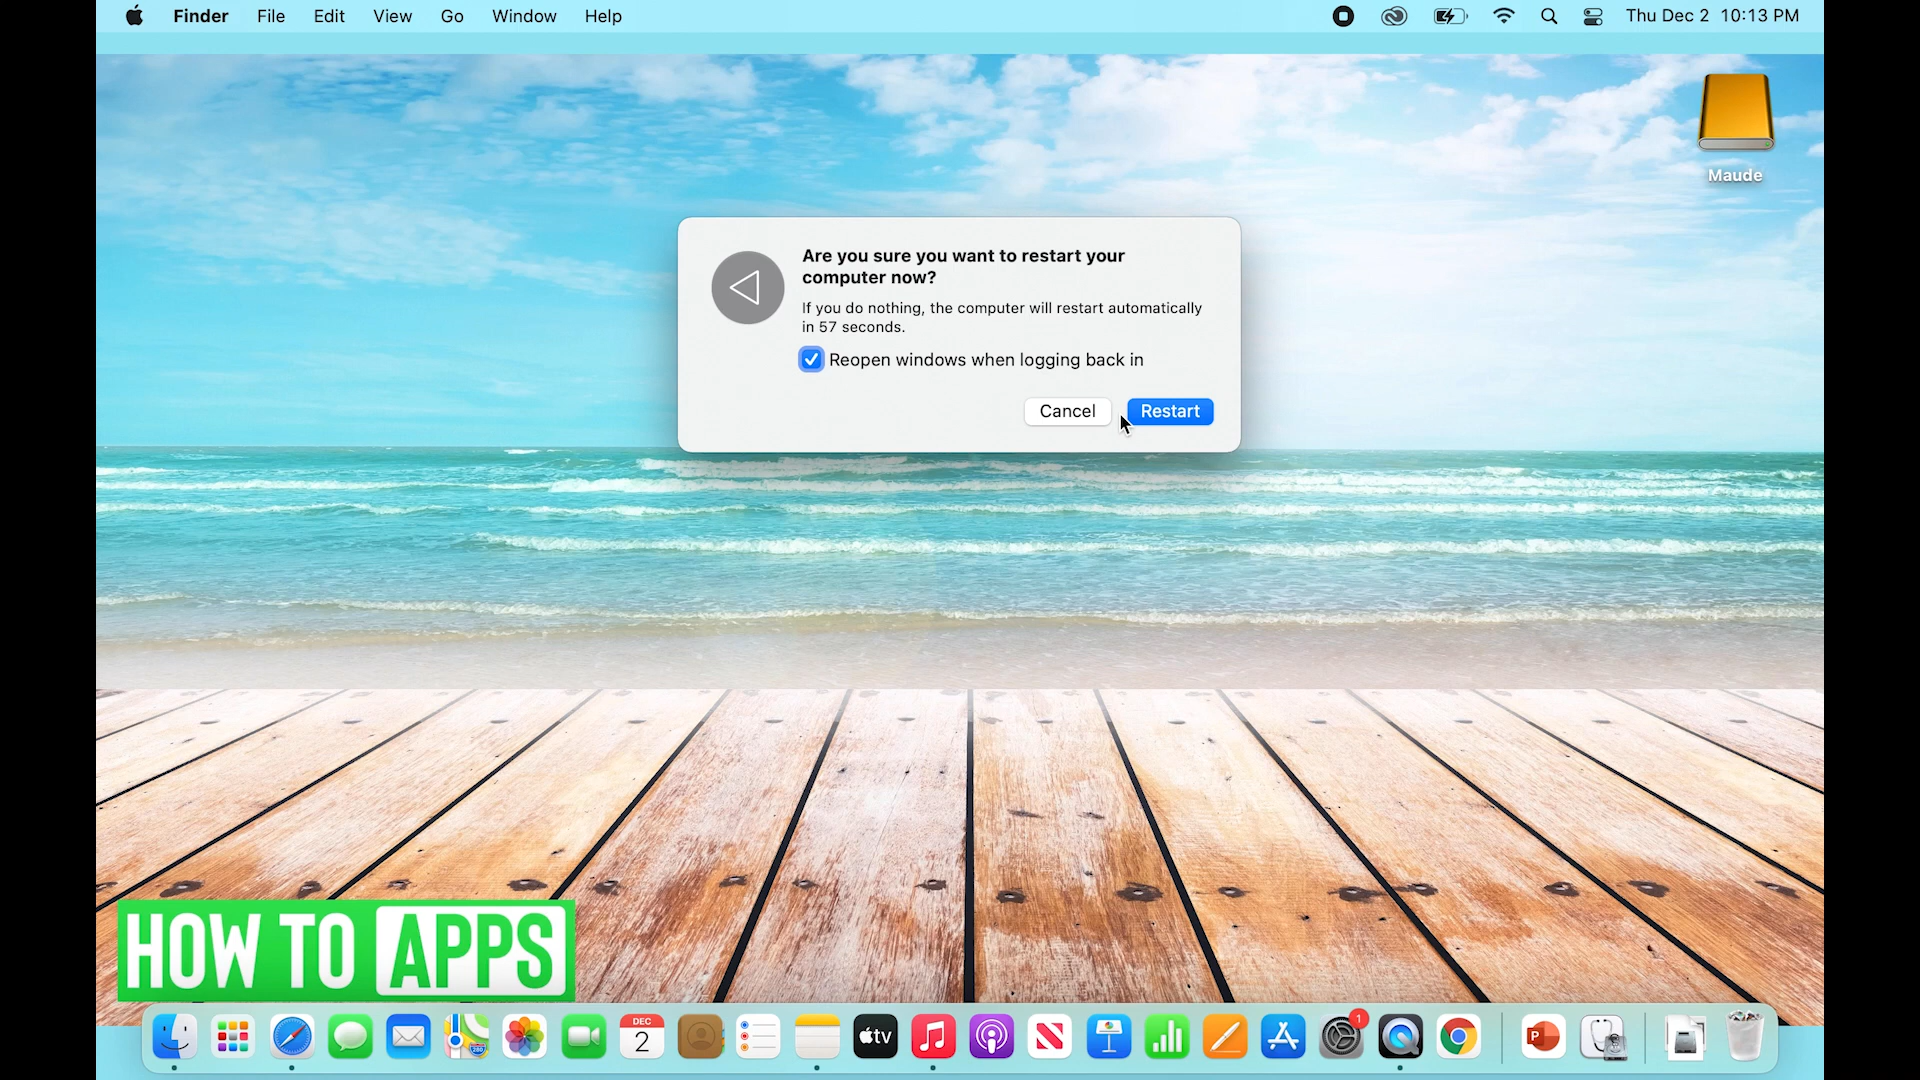 Finder File Edit View Go Window Help Thu Dec 2 10:13 PM
Maude
Are you sure you want to restart your
computer now?
If you do nothing, the computer will restart automatically
in 57 seconds.
Reopen windows when logging back in
Cancel Restart
HOW TO APPS
DEC
2
tv
1
P